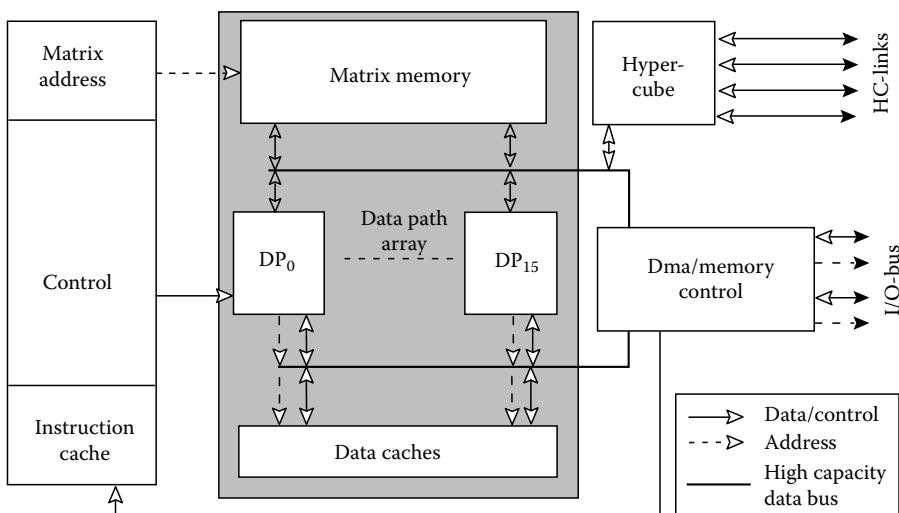 Matrix
address
Control
Instruction
cache
Matrix memory
Data path
array
DP0
DP15
Data caches
Hyper-
cube
HC-links
Dma/memory
control
I/O-bus
Data/control
Address
High capacity
data bus